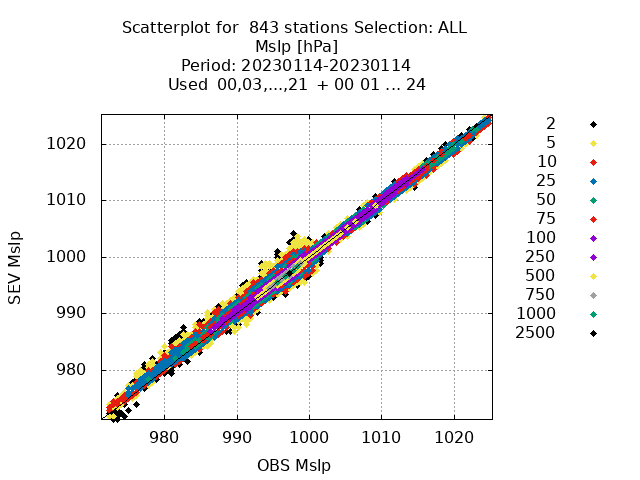 Scatterplot for  843 stations Selection: ALL
Mslp [hPa]
Period: 20230114-20230114
Used  00,03,...,21  + 00 01 ... 24
SEV Mslp
1020
1010
1000
990
980
980 990 1000 1010 1020
OBS Mslp
2
5
10
25
50
75
100
250
500
750
1000
2500